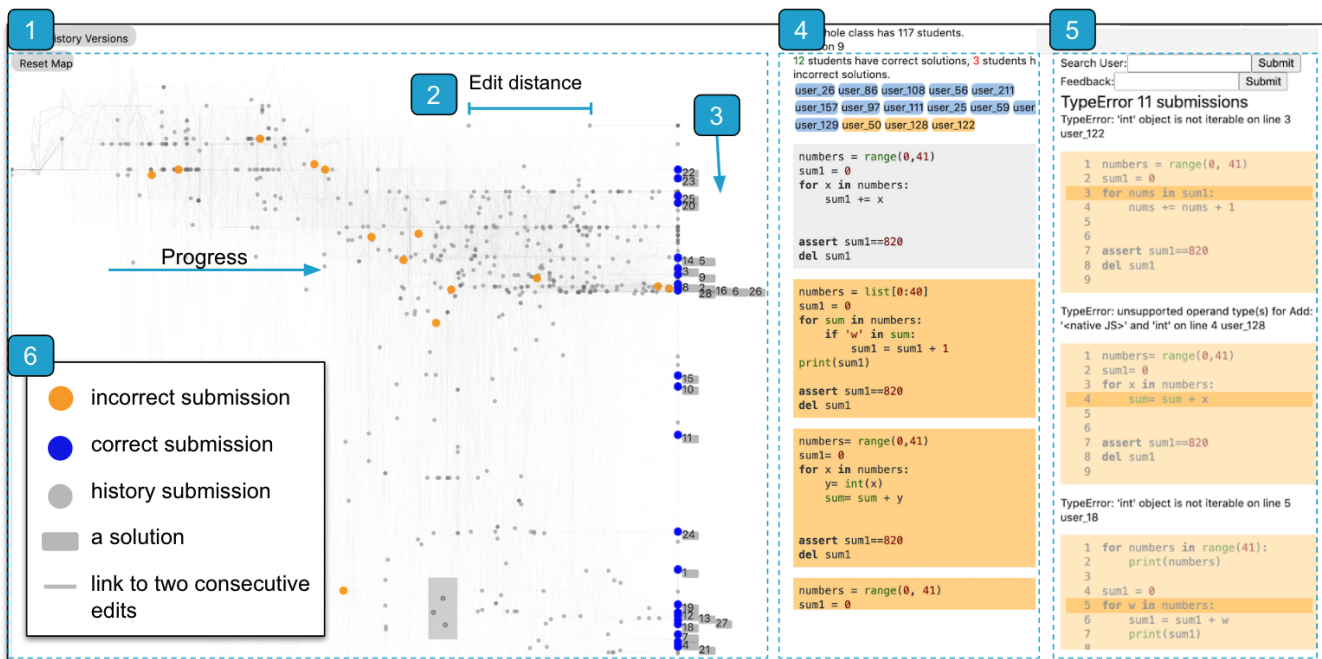 1
istory Versions
Reset Map
2
Edit distance
3
Progress
22
23
25
20
14 5
3
9
8 2 16 6 26
28
15
10
11
24
1
19
12 13
27
18
7
4 21
6
incorrect submission
correct submission
history submission
a solution
link to two consecutive
edits
4
hole class has 117 students.
on 9
12 students have correct solutions, 3 students h
incorrect solutions.
user_26 user_86 user_108 user_56 user_211
user_157 user_97 user_111 user_25 user_59 user
user_129 user_50 user_128 user_122
numbers = range(0,41)
sum1 = 0
for x in numbers:
sum1 += x
assert sum1==820
del sum1
numbers = list[0:40]
sum1 = 0
for sum in numbers:
if 'w' in sum:
sum1 = sum1 + 1
print(sum1)
assert sum1==820
del sum1
numbers= range(0,41)
sum1= 0
for x in numbers:
y= int(x)
sum= sum + y
assert sum1==820
del sum1
numbers = range(0, 41)
sum1 = 0
5
Search User: Submit
Feedback: Submit
TypeError 11 submissions
TypeError: 'int' object is not iterable on line 3
user_122
1 numbers = range(0, 41)
2 sum1 = 0
3 for nums in sum1:
4 nums += nums + 1
5
6
7 assert sum1==820
8 del sum1
9
TypeError: unsupported operand type(s) for Add:
'<native JS>' and 'int' on line 4 user_128
1 numbers= range(0,41)
2 sum1= 0
3 for x in numbers:
4 sum= sum + x
5
6
7 assert sum1==820
8 del sum1
9
TypeError: 'int' object is not iterable on line 5
user_18
1 for numbers in range(41):
2 print(numbers)
3
4 sum1 = 0
5 for w in numbers:
6 sum1 = sum1 + w
7 print(sum1)
8